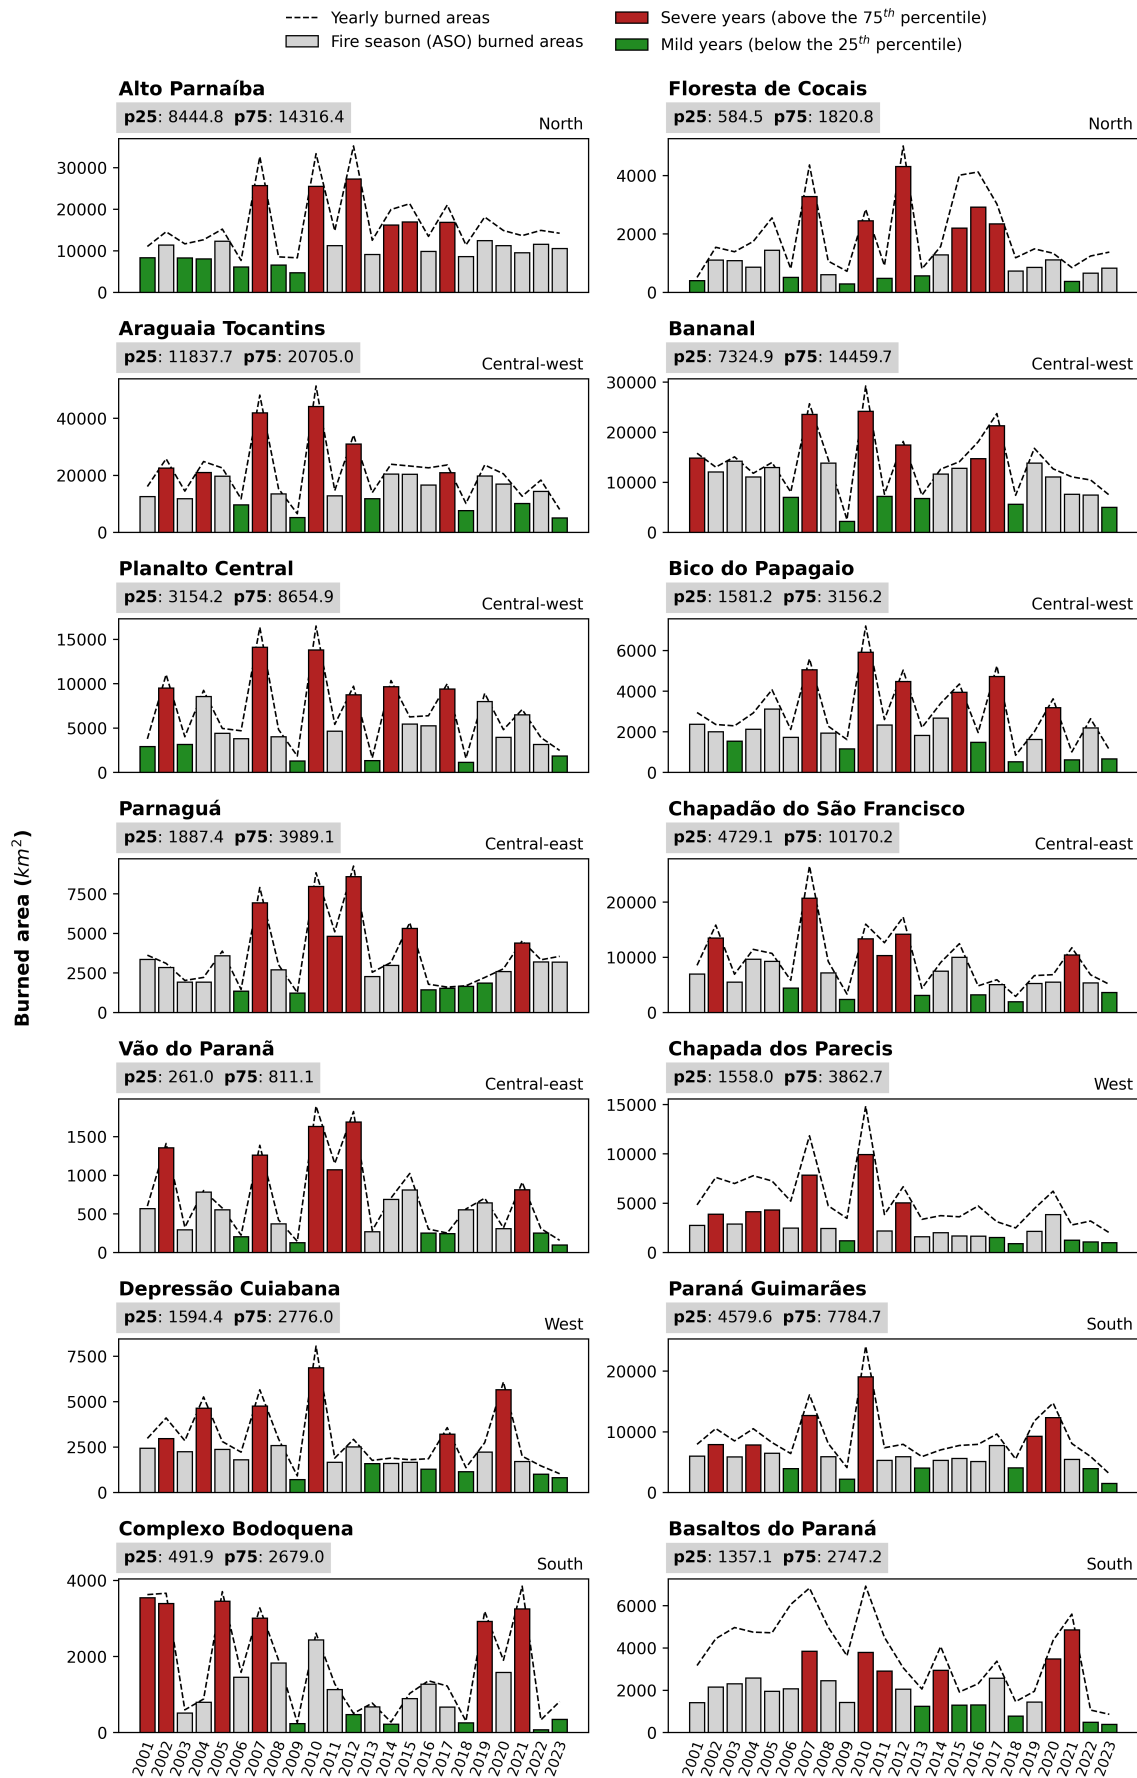 Yearly burned areas
Fire season (ASO) burned areas
Severe years (above the 75th percentile)
Mild years (below the 25th percentile)
Burned area (km²)
Alto Parnaíba
p25: 8444.8 p75: 14316.4
North
30000
20000
10000
0
Floresta de Cocais
p25: 584.5 p75: 1820.8
North
4000
2000
0
Araguaia Tocantins
p25: 11837.7 p75: 20705.0
Central-west
40000
20000
0
Bananal
p25: 7324.9 p75: 14459.7
Central-west
30000
20000
10000
0
Planalto Central
p25: 3154.2 p75: 8654.9
Central-west
15000
10000
5000
0
Bico do Papagaio
p25: 1581.2 p75: 3156.2
Central-west
6000
4000
2000
0
Parnaguá
p25: 1887.4 p75: 3989.1
Central-east
7500
5000
2500
0
Chapadão do São Francisco
p25: 4729.1 p75: 10170.2
Central-east
20000
10000
0
Vão do Paranã
p25: 261.0 p75: 811.1
Central-east
1500
1000
500
0
Chapada dos Parecis
p25: 1558.0 p75: 3862.7
West
15000
10000
5000
0
Depressão Cuiabana
p25: 1594.4 p75: 2776.0
West
7500
5000
2500
0
Paraná Guimarães
p25: 4579.6 p75: 7784.7
South
20000
10000
0
Complexo Bodoquena
p25: 491.9 p75: 2679.0
South
4000
2000
0
2001
2002
2003
2004
2005
2006
2007
2008
2009
2010
2011
2012
2013
2014
2015
2016
2017
2018
2019
2020
2021
2022
2023
Basaltos do Paraná
p25: 1357.1 p75: 2747.2
South
6000
4000
2000
0
2001
2002
2003
2004
2005
2006
2007
2008
2009
2010
2011
2012
2013
2014
2015
2016
2017
2018
2019
2020
2021
2022
2023